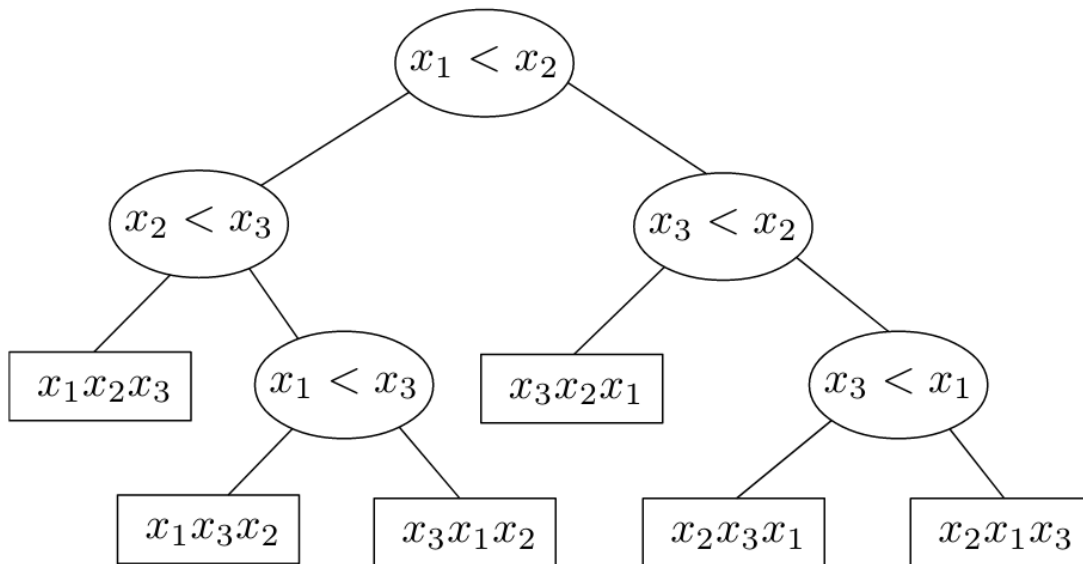 x₁ < x₂
x₂ < x₃
x₃ < x₂
x₁x₂x₃
x₁ < x₃
x₃x₂x₁
x₃ < x₁
x₁x₃x₂
x₃x₁x₂
x₂x₃x₁
x₂x₁x₃